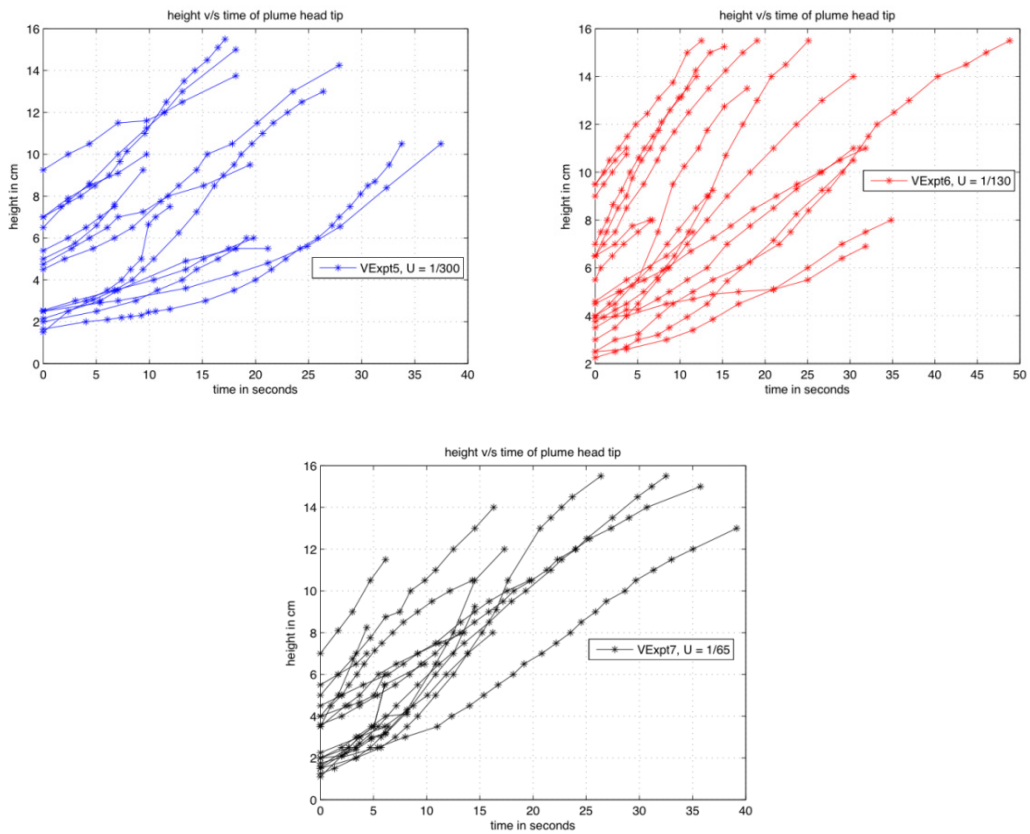 height v/s time of plume head tip
16
14
12
10
8
6
4
2
0
height in cm
VExpt5, U = 1/300
0 5 10 15 20 25 30 35 40
time in seconds
height v/s time of plume head tip
16
14
12
10
8
6
4
2
height in cm
VExpt6, U = 1/130
0 5 10 15 20 25 30 35 40 45 50
time in seconds
height v/s time of plume head tip
16
14
12
10
8
6
4
2
0
height in cm
VExpt7, U = 1/65
0 5 10 15 20 25 30 35 40
time in seconds